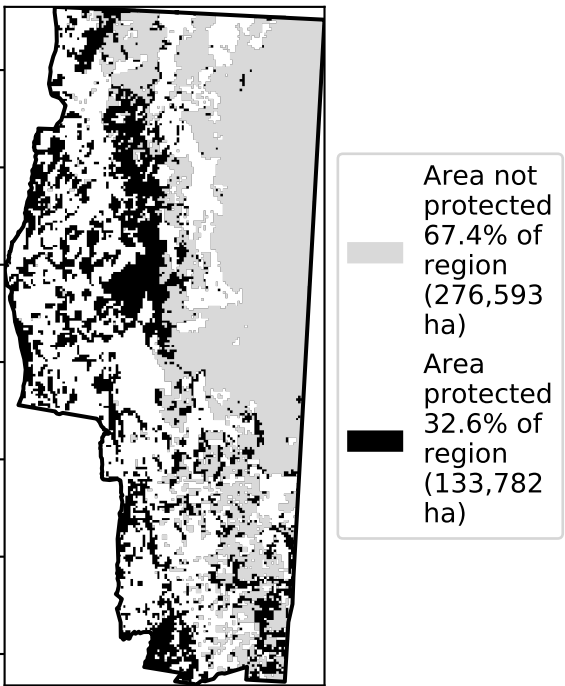 Area not
protected
67.4% of
region
(276,593
ha)
Area
protected
32.6% of
region
(133,782
ha)